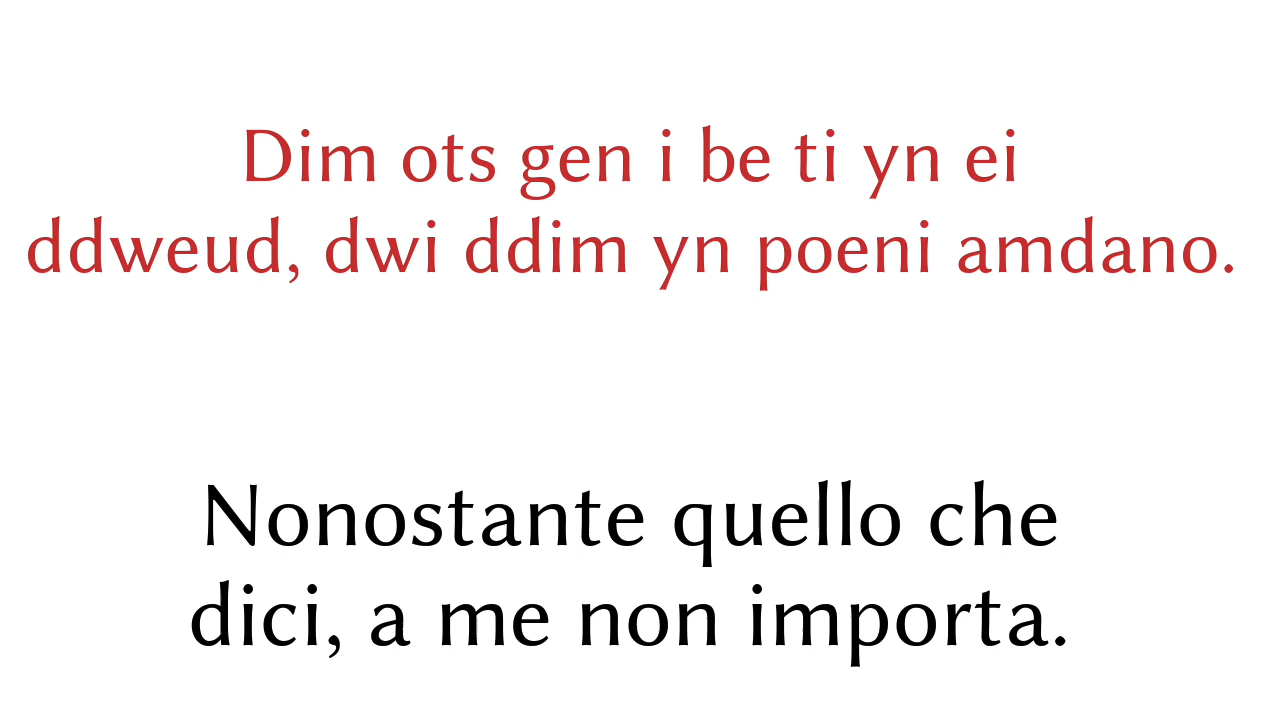 Dim ots gen i be ti yn ei
ddweud, dwi ddim yn poeni amdano.
Nonostante quello che
dici, a me non importa.